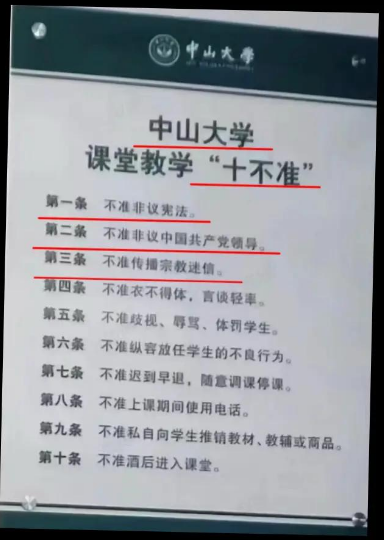 中山大学
中山大学
课堂教学“十不准”
第一条 不准非议宪法。
第二条 不准非议中国共产党领导。
第三条 不准传播宗教迷信。
第四条 不准衣不得体，言谈轻率。
第五条 不准歧视、辱骂、体罚学生。
第六条 不准纵容放任学生的不良行为。
第七条 不准迟到早退，随意调课停课。
第八条 不准上课期间使用电话。
第九条 不准私自向学生推销教材、教辅或商品。
第十条 不准酒后进入课堂。